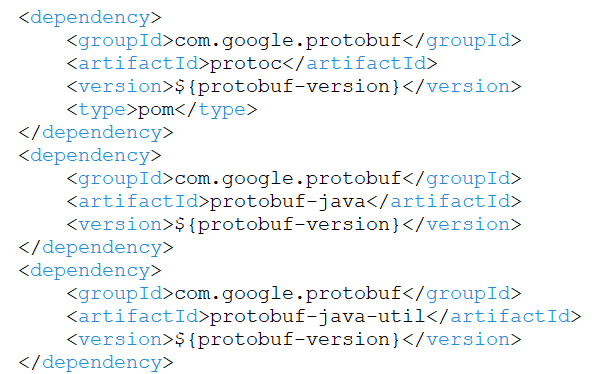 <dependency>
    <groupId>com.google.protobuf</groupId>
    <artifactId>protoc</artifactId>
    <version>${protobuf-version}</version>
    <type>pom</type>
</dependency>
<dependency>
    <groupId>com.google.protobuf</groupId>
    <artifactId>protobuf-java</artifactId>
    <version>${protobuf-version}</version>
</dependency>
<dependency>
    <groupId>com.google.protobuf</groupId>
    <artifactId>protobuf-java-util</artifactId>
    <version>${protobuf-version}</version>
</dependency>